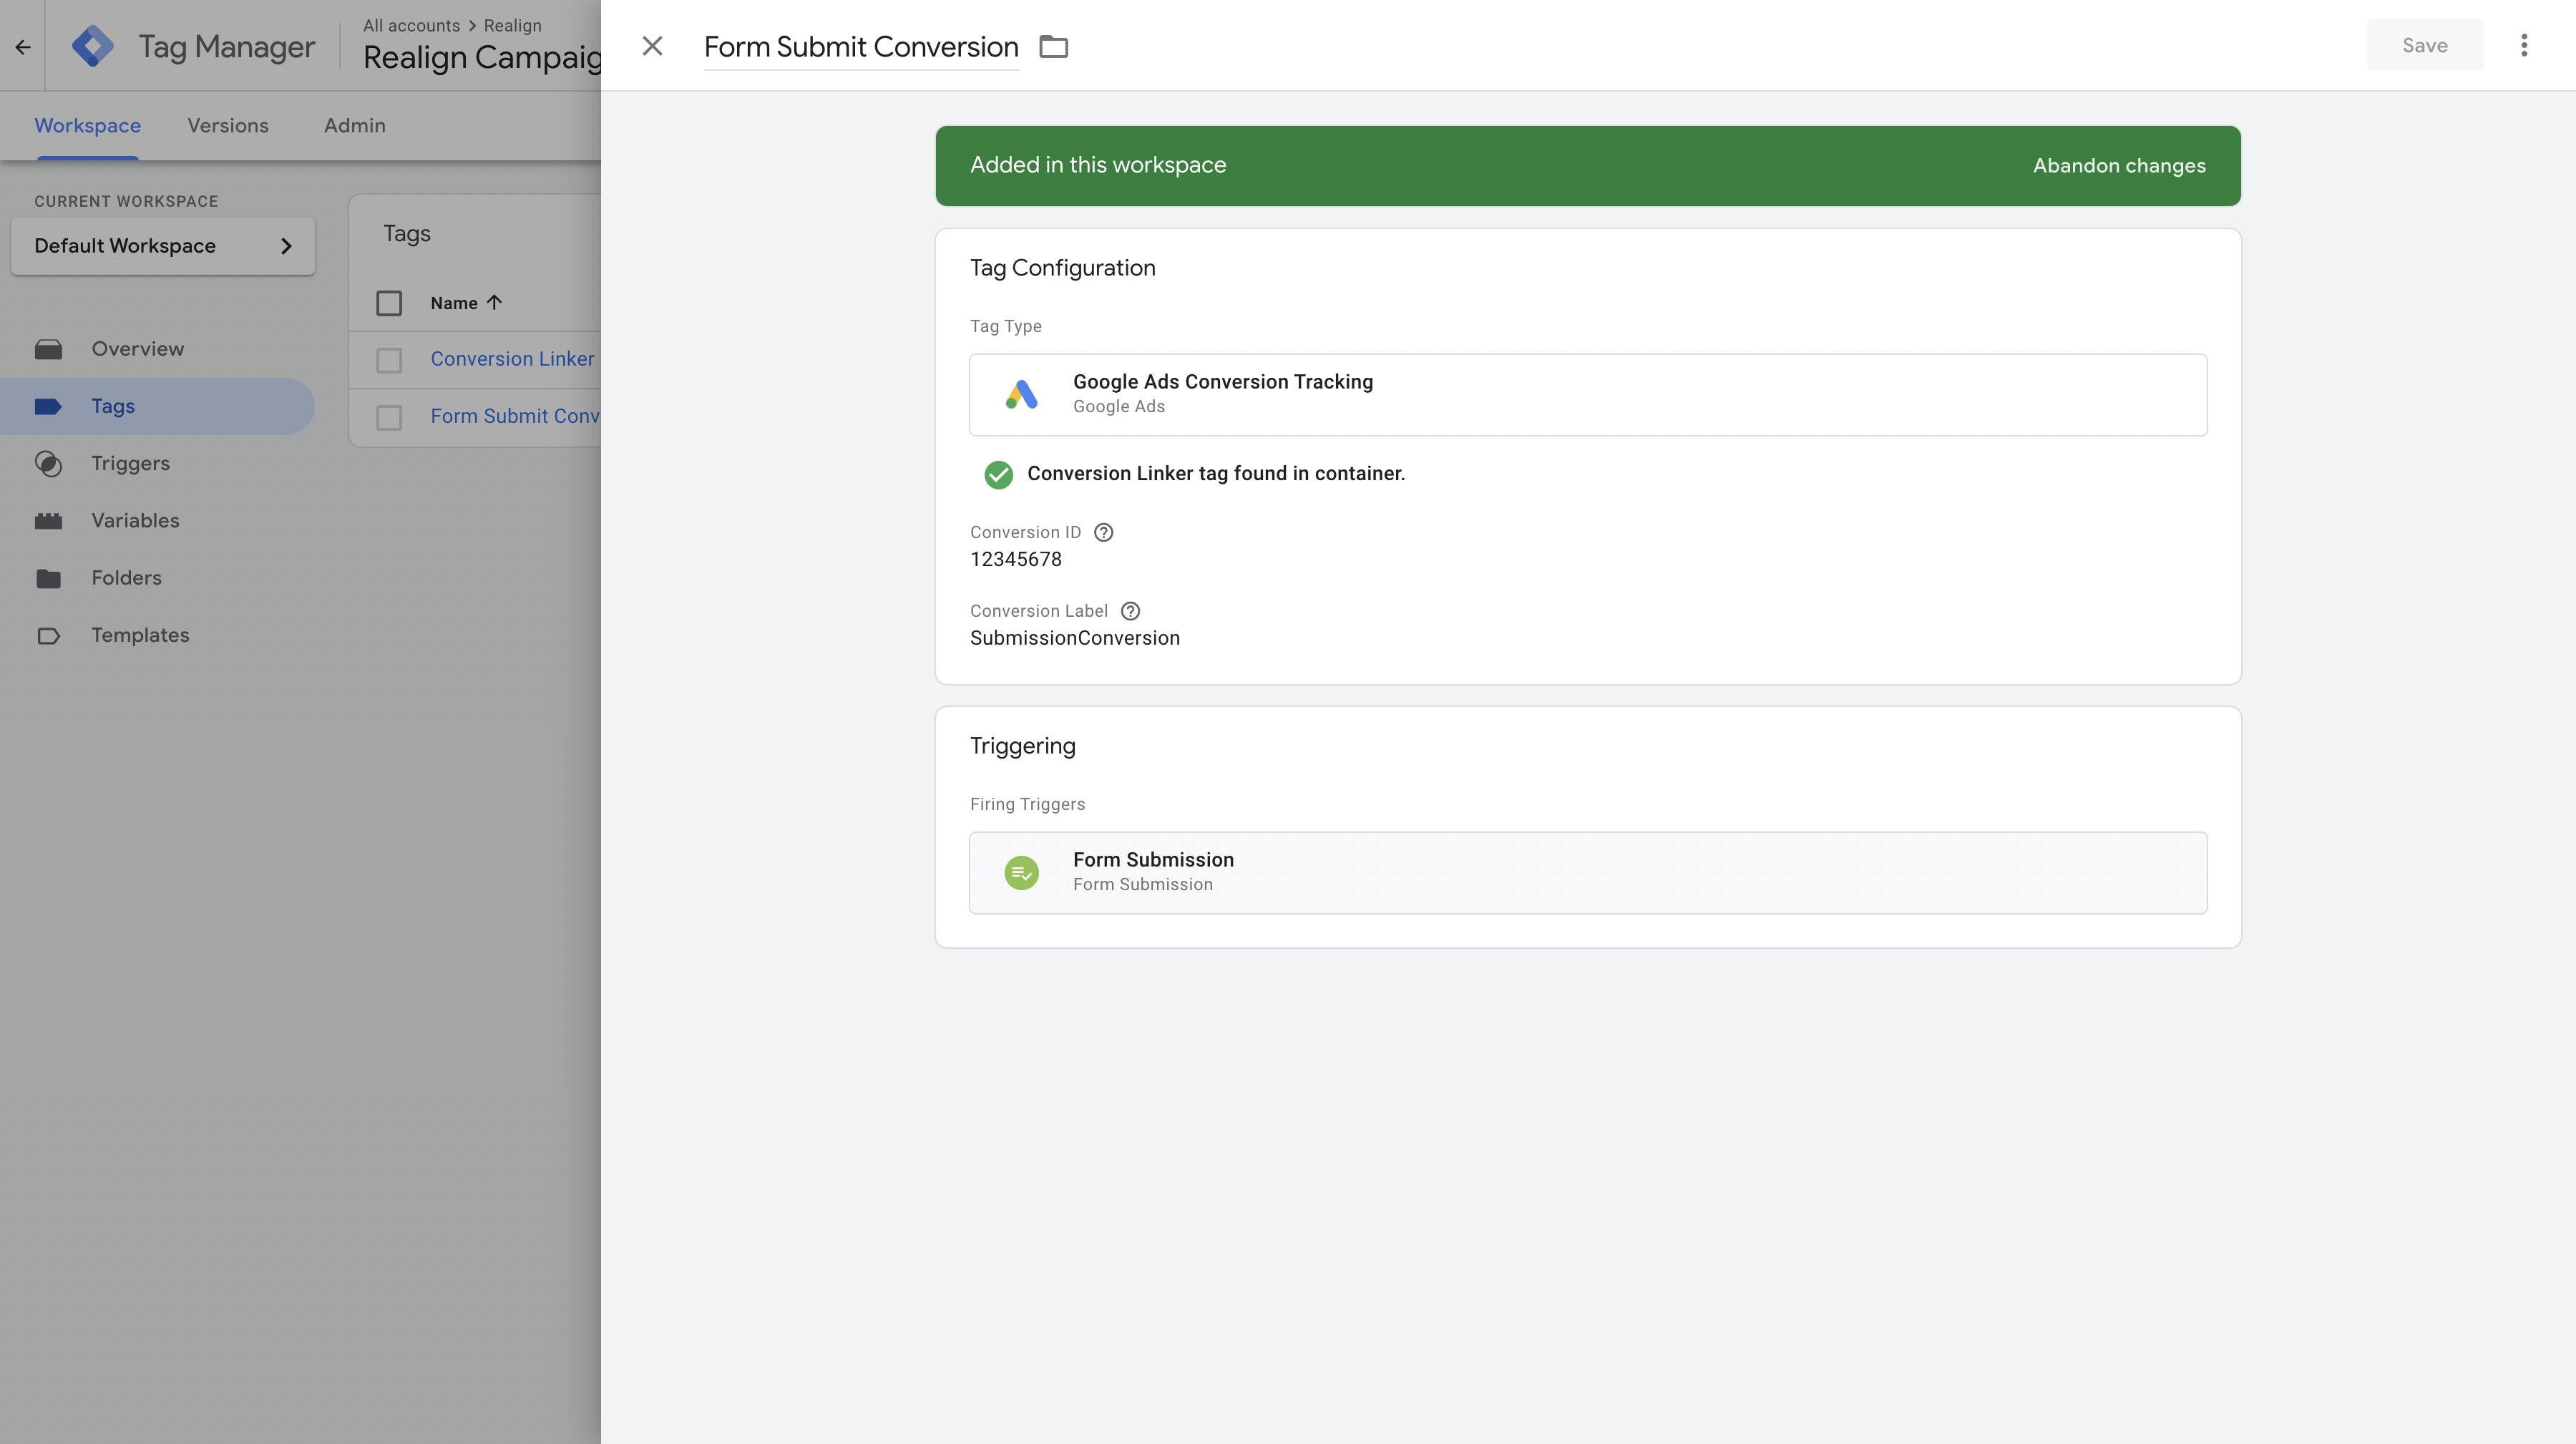 Tag Manager
All accounts > Realign
Realign Campaig
Workspace
Versions
Admin
CURRENT WORKSPACE
Default Workspace
Overview
Tags
Triggers
Variables
Folders
Templates
Tags
Name
Conversion Linker
Form Submit Conv
Form Submit Conversion
Save
Added in this workspace
Abandon changes
Tag Configuration
Tag Type
Google Ads Conversion Tracking
Google Ads
Conversion Linker tag found in container.
Conversion ID
12345678
Conversion Label
SubmissionConversion
Triggering
Firing Triggers
Form Submission
Form Submission